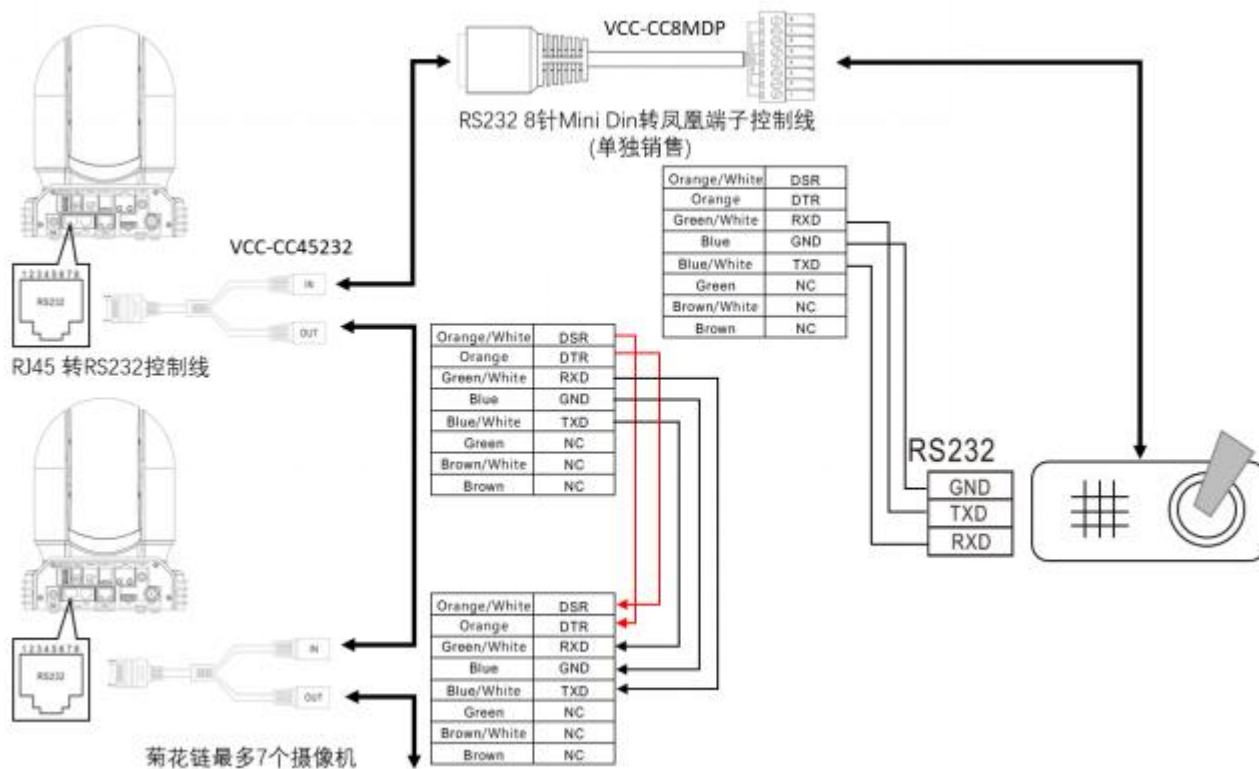 VCC-CC8MDP
RS232 8针Mini Din转凤凰端子控制线
(单独销售)
Orange/White DSR
Orange DTR
Green/White RXD
Blue GND
Blue/White TXD
Green NC
Brown/White NC
Brown NC
VCC-CC45232
12345678
RS232
IN
OUT
RJ45 转RS232控制线
Orange/White DSR
Orange DTR
Green/White RXD
Blue GND
Blue/White TXD
Green NC
Brown/White NC
Brown NC
RS232
GND
TXD
RXD
12345678
RS232
IN
OUT
Orange/White DSR
Orange DTR
Green/White RXD
Blue GND
Blue/White TXD
Green NC
Brown/White NC
Brown NC
菊花链最多7个摄像机